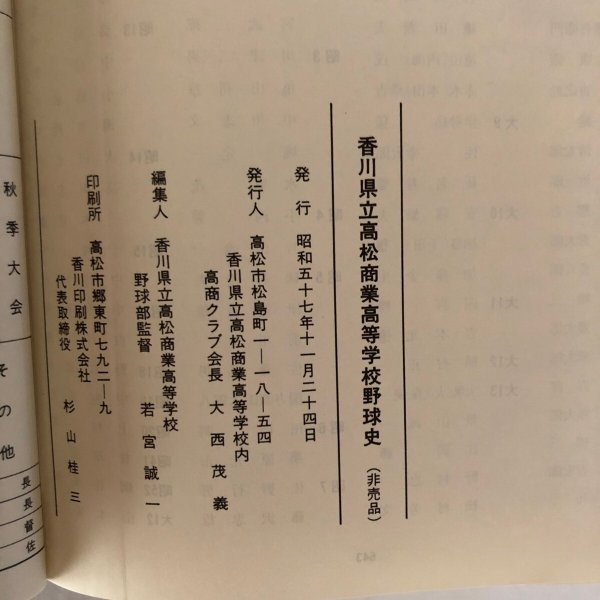 香川県立高松商業高等学校野球史(非売品)
発行 昭和五十七年十一月二十四日
発行人 高松市松島町一―一八―五四
香川県立高松商業高等学校内
高商クラブ会長 大西茂義
編集人 香川県立高松商業高等学校
野球部監督 若宮誠一
印刷所 高松市郷東町七九二―九
香川印刷株式会社
代表取締役 杉山桂三
秋季大会
その他
長
長
督
佐